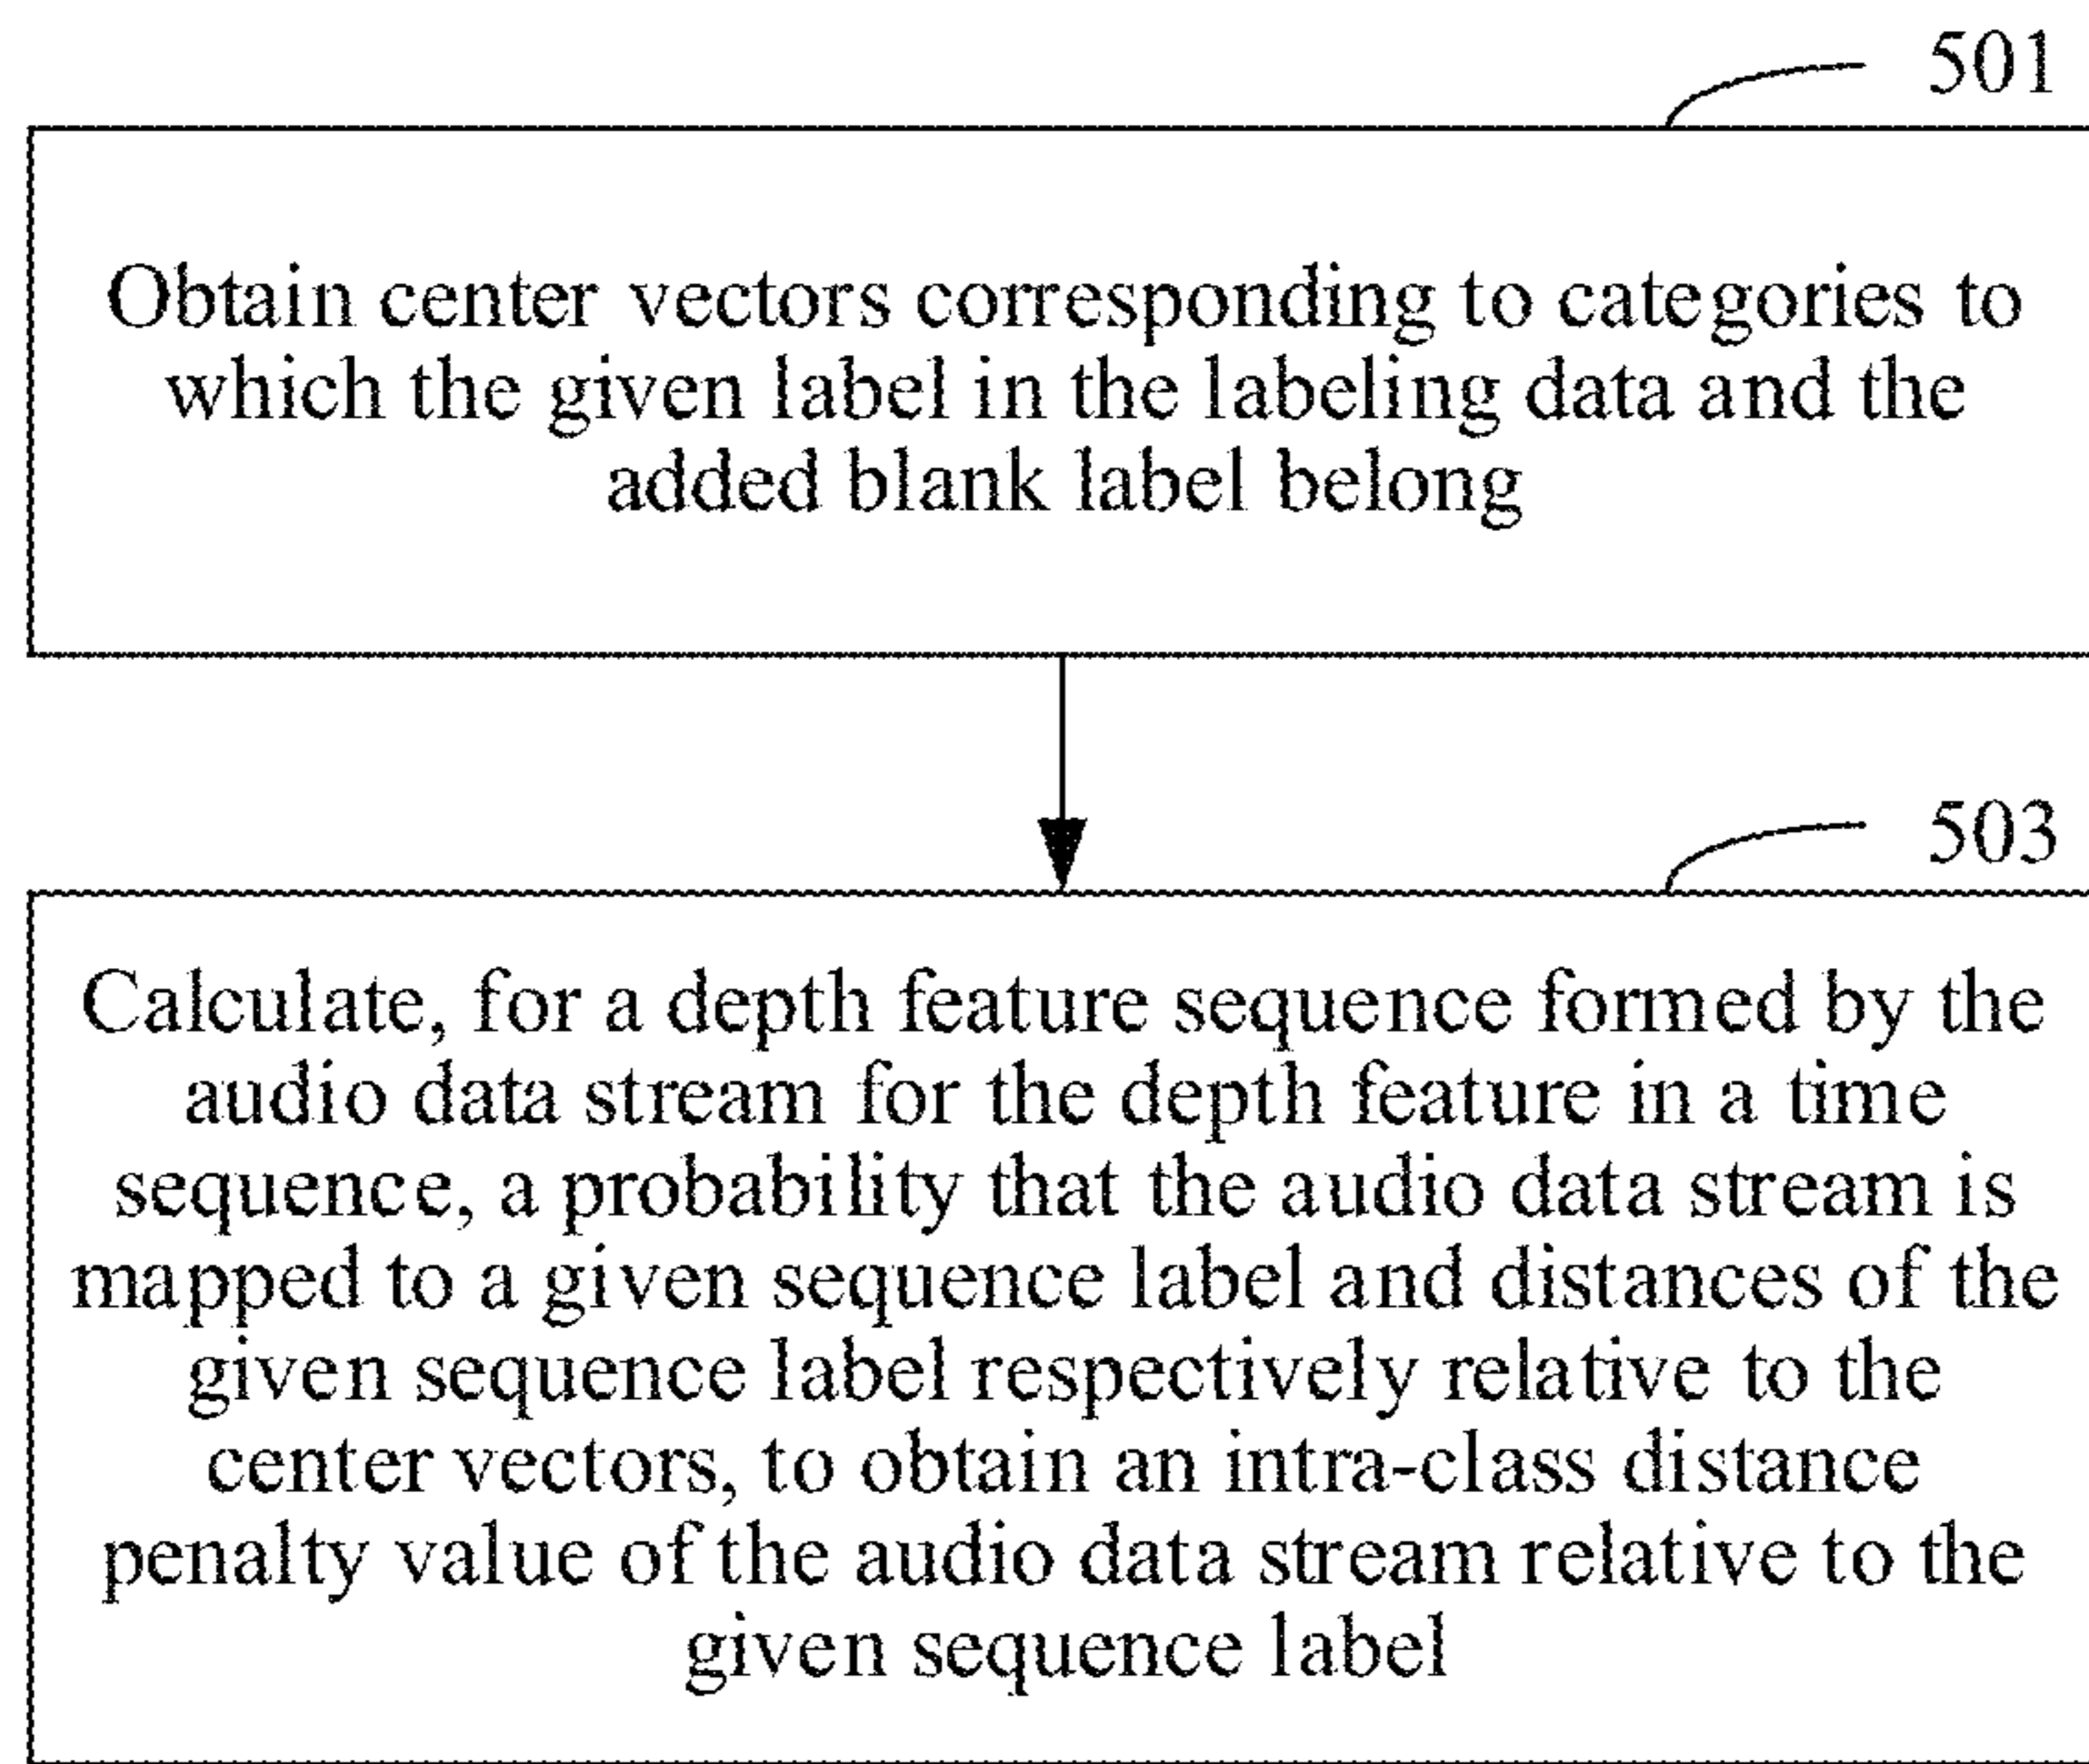 501
Obtain center vectors corresponding to categories to
which the given label in the labeling data and the
added blank label belong
503
Calculate, for a depth feature sequence formed by the
audio data stream for the depth feature in a time
sequence, a probability that the audio data stream is
mapped to a given sequence label and distances of the
given sequence label respectively relative to the
center vectors, to obtain an intra-class distance
penalty value of the audio data stream relative to the
given sequence label